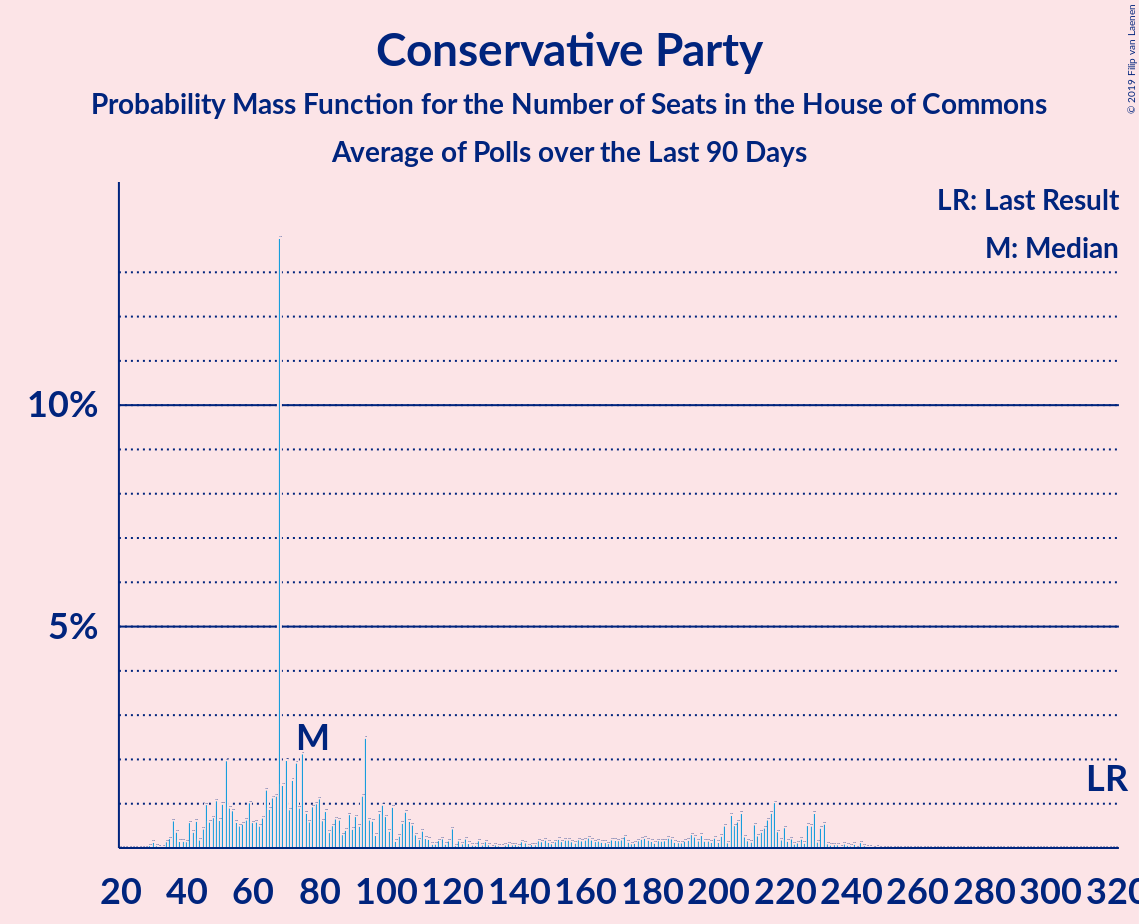 Conservative Party
Probability Mass Function for the Number of Seats in the House of Commons
Average of Polls over the Last 90 Days
© 2019 Filip van Laenen
LR: Last Result
M: Median
10%
5%
M
LR
20 40 60 80 100 120 140 160 180 200 220 240 260 280 300 320